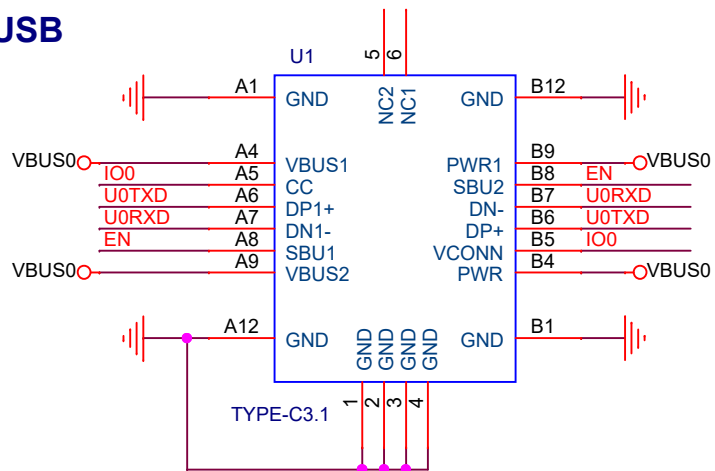 USB
U1
5 6
A1 GND NC2 NC1 GND B12
VBUS0 A4 VBUS1 PWR1 B9 VBUS0
IO0 A5 CC SBU2 B8 EN
U0TXD A6 DP1+ DN- B7 U0RXD
U0RXD A7 DN1- DP+ B6 U0TXD
EN A8 SBU1 VCONN B5 IO0
VBUS0 A9 VBUS2 PWR B4 VBUS0
A12 GND GND GND GND GND GND B1
TYPE-C3.1 1 2 3 4